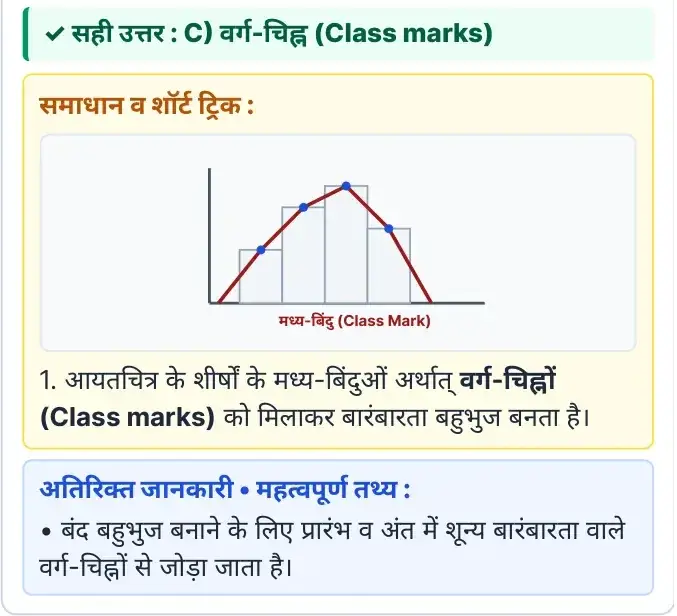 ✓ सही उत्तर : C) वर्ग-चिह्न (Class marks)
समाधान व शॉर्ट ट्रिक :
मध्य-बिंदु (Class Mark)
1. आयतचित्र के शीर्षों के मध्य-बिंदुओं अर्थात् वर्ग-चिह्नों
(Class marks) को मिलाकर बारंबारता बहुभुज बनता है।
अतिरिक्त जानकारी • महत्वपूर्ण तथ्य :
• बंद बहुभुज बनाने के लिए प्रारंभ व अंत में शून्य बारंबारता वाले
वर्ग-चिह्नों से जोड़ा जाता है।